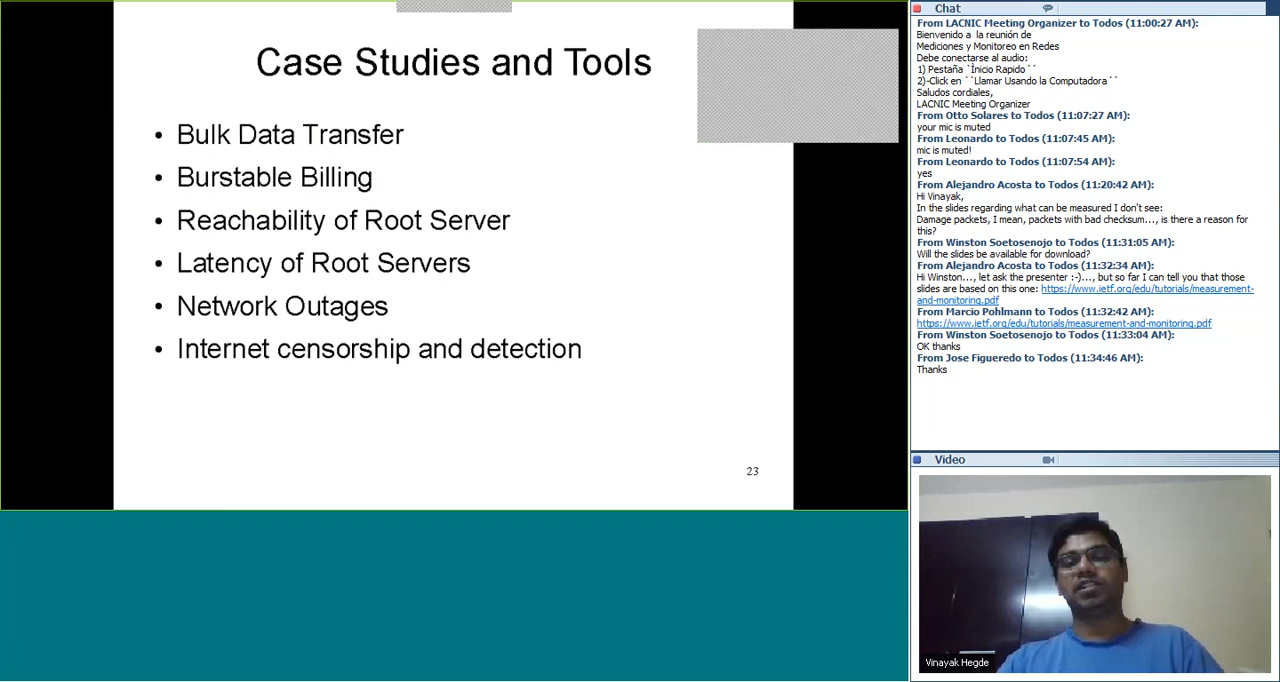 Case Studies and Tools
• Bulk Data Transfer
• Burstable Billing
• Reachability of Root Server
• Latency of Root Servers
• Network Outages
• Internet censorship and detection
23
Chat
From LACNIC Meeting Organizer to Todos (11:00:27 AM):
Bienvenido a  la reunión de
Mediciones y Monitoreo en Redes
Debe conectarse al audio:
1) Pestaña `Inicio Rapido´´
2)-Click en ``Llamar Usando la Computadora´´
Saludos cordiales,
LACNIC Meeting Organizer
From Otto Solares to Todos (11:07:27 AM):
your mic is muted
From Leonardo to Todos (11:07:45 AM):
mic is muted!
From Leonardo to Todos (11:07:54 AM):
yes
From Alejandro Acosta to Todos (11:20:42 AM):
Hi Vinayak,
In the slides regarding what can be measured I don't see:
Damage packets, I mean, packets with bad checksum..., is there a reason for
this?
From Winston Soetosenojo to Todos (11:31:05 AM):
Will the slides be available for download?
From Alejandro Acosta to Todos (11:32:34 AM):
Hi Winston..., let ask the presenter :-)..., but so far I can tell you that those
slides are based on this one: https://www.ietf.org/edu/tutorials/measurement-
and-monitoring.pdf
From Marcio Pohlmann to Todos (11:32:42 AM):
https://www.ietf.org/edu/tutorials/measurement-and-monitoring.pdf
From Winston Soetosenojo to Todos (11:33:04 AM):
OK thanks
From Jose Figueredo to Todos (11:34:46 AM):
Thanks
Video
Vinayak Hegde